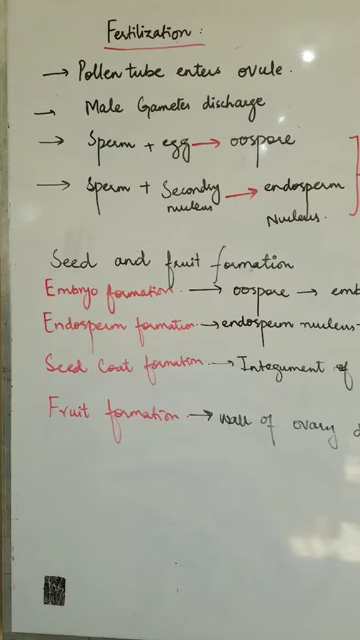 Fertilization :
→ Pollen tube enters ovule.
→ Male Gametes discharge
→ Sperm + egg → oospore
→ Sperm + Secondry nucleus → endosperm Nucleus.
Seed and fruit formation
Embryo formation. → oospore → emb
Endosperm formation → endosperm nucleus-
Seed Coat formation. → Integument of
Fruit formation → wall of ovary d